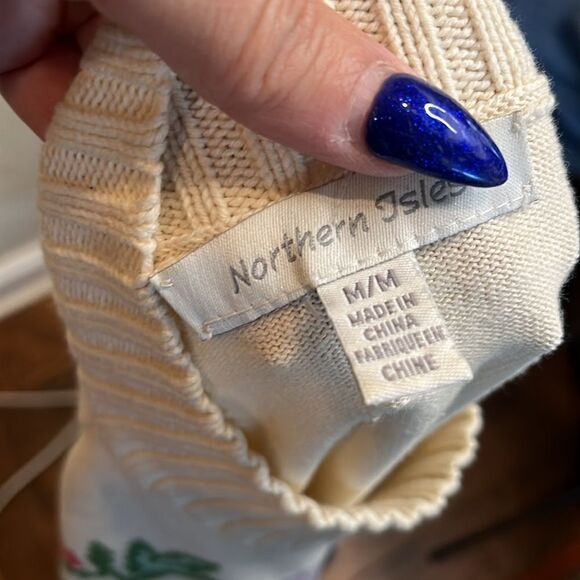 Northern Isles
M/M
MADE IN
CHINA
FABRIQUE EN
CHINE